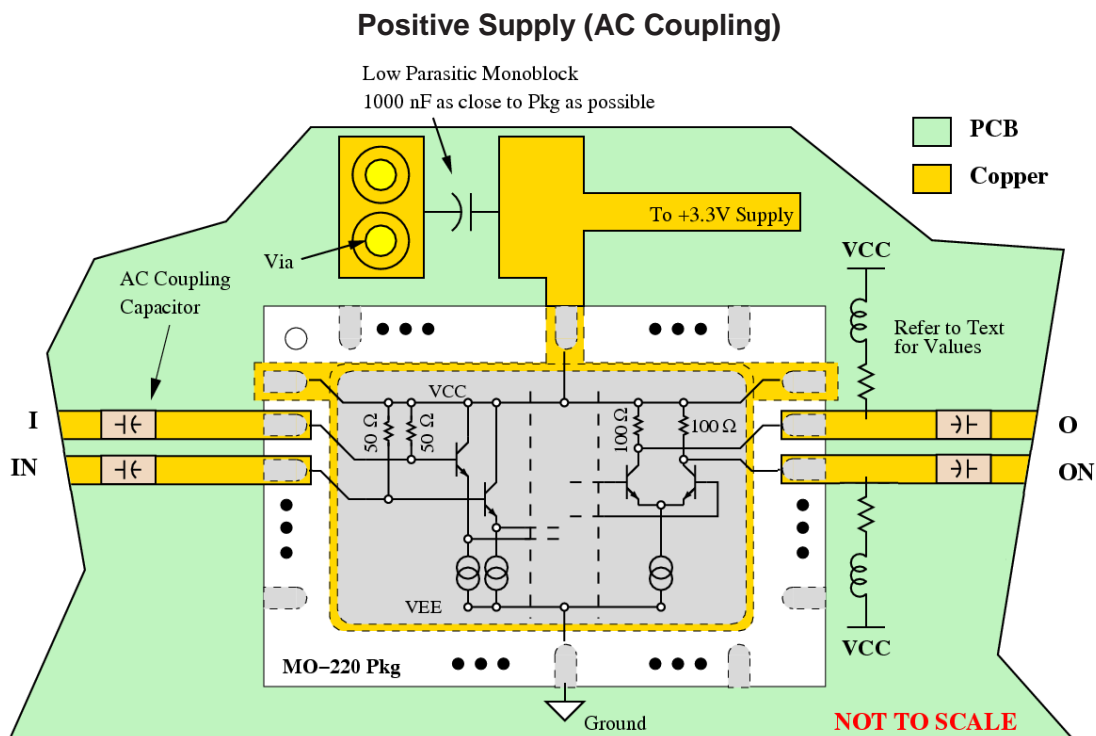 Positive Supply (AC Coupling)
Low Parasitic Monoblock
1000 nF as close to Pkg as possible
PCB
Copper
To +3.3V Supply
Via
VCC
AC Coupling
Capacitor
Refer to Text
for Values
VCC
50 Ω
50 Ω
100 Ω
100 Ω
I
O
IN
ON
VEE
VCC
MO−220 Pkg
Ground
NOT TO SCALE